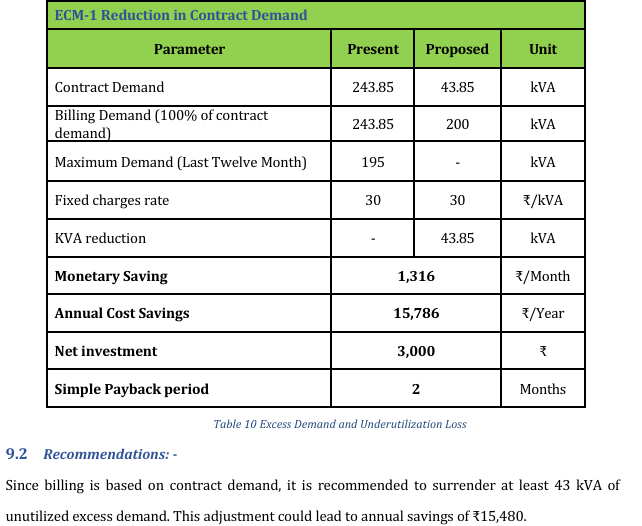 ECM-1 Reduction in Contract Demand
Parameter Present Proposed Unit
Contract Demand 243.85 43.85 kVA
Billing Demand (100% of contract
demand) 243.85 200 kVA
Maximum Demand (Last Twelve Month) 195 - kVA
Fixed charges rate 30 30 ₹/kVA
KVA reduction - 43.85 kVA
Monetary Saving 1,316 ₹/Month
Annual Cost Savings 15,786 ₹/Year
Net investment 3,000 ₹
Simple Payback period 2 Months
Table 10 Excess Demand and Underutilization Loss
9.2 Recommendations: -
Since billing is based on contract demand, it is recommended to surrender at least 43 kVA of
unutilized excess demand. This adjustment could lead to annual savings of ₹15,480.